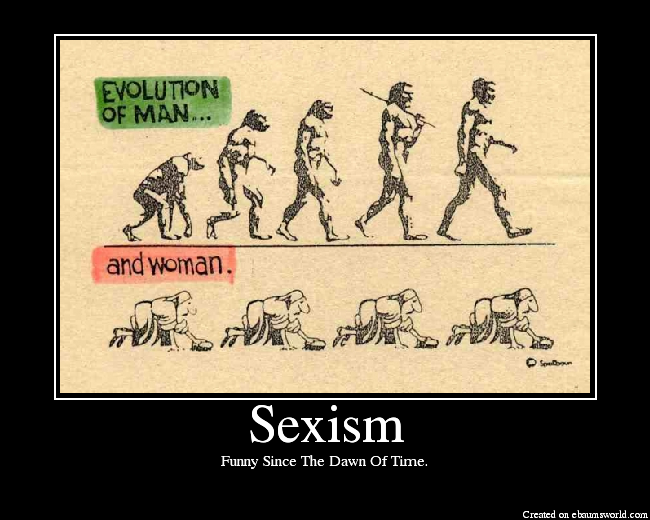 EVOLUTION
OF MAN...
and woman.
Sexism
Funny Since The Dawn Of Time.
Created on ebaumsworld.com